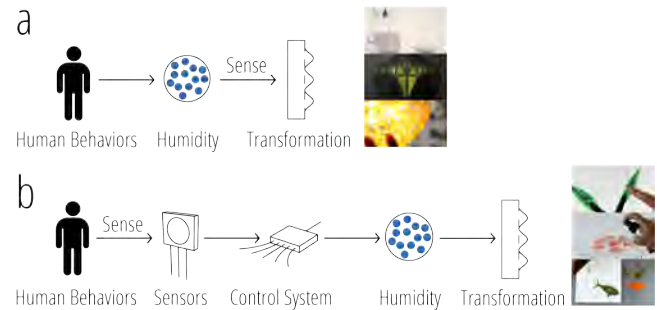 a
Sense
Human Behaviors Humidity Transformation
b
Sense
Human Behaviors Sensors Control System Humidity Transformation